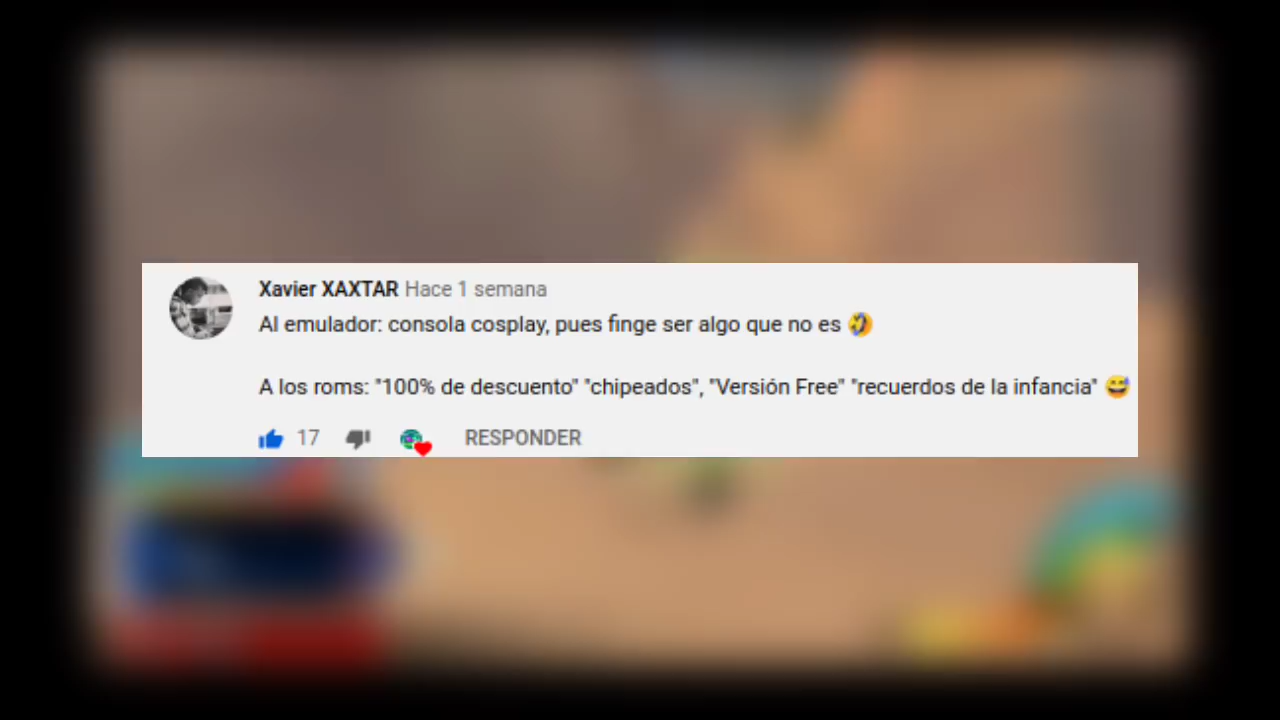 Xavier XAXTAR Hace 1 semana
Al emulador: consola cosplay, pues finge ser algo que no es 🤣
A los roms: "100% de descuento" "chipeados", "Versión Free" "recuerdos de la infancia" 😅
17 RESPONDER